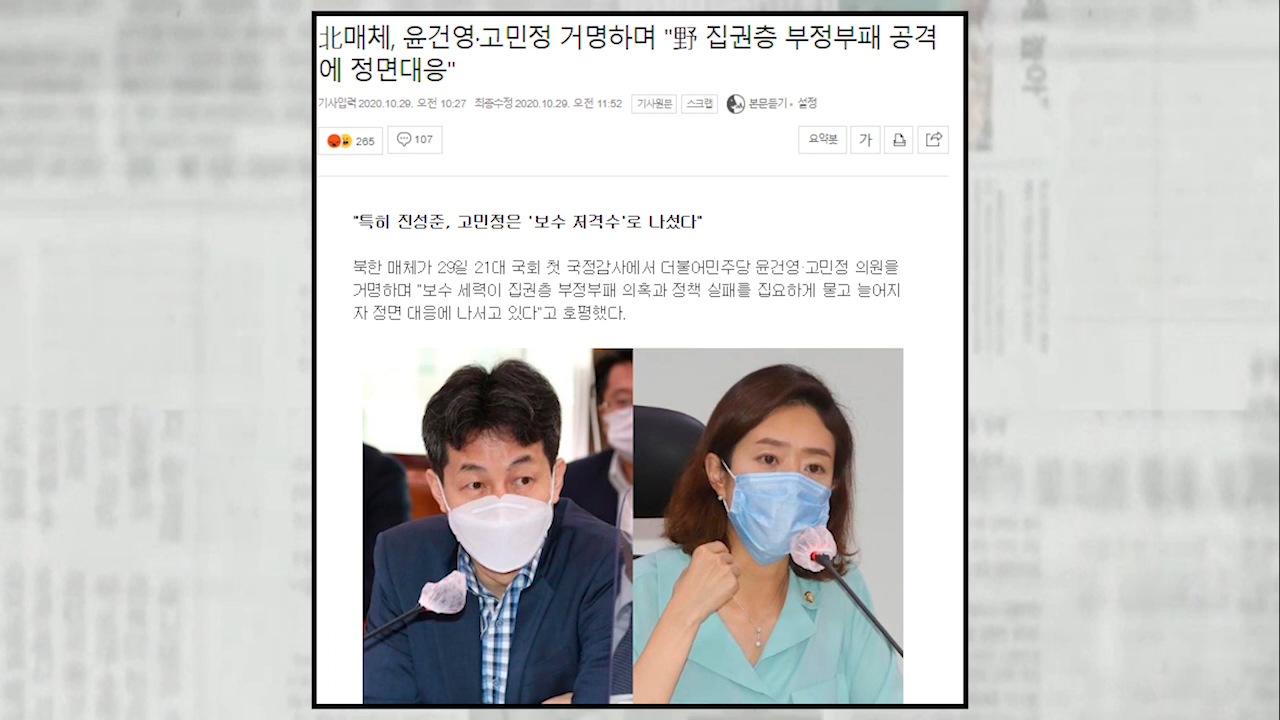 北매체, 윤건영·고민정 거명하며 "野 집권층 부정부패 공격
에 정면대응"
기사입력 2020.10.29. 오전 10:27 최종수정 2020.10.29. 오전 11:52 기사원문 스크랩 본문듣기 · 설정
265 107 요약봇 가
"특히 진성준, 고민정은 '보수 저격수'로 나섰다"
북한 매체가 29일 21대 국회 첫 국정감사에서 더불어민주당 윤건영·고민정 의원을
거명하며 "보수 세력이 집권층 부정부패 의혹과 정책 실패를 집요하게 물고 늘어지
자 정면 대응에 나서고 있다"고 호평했다.